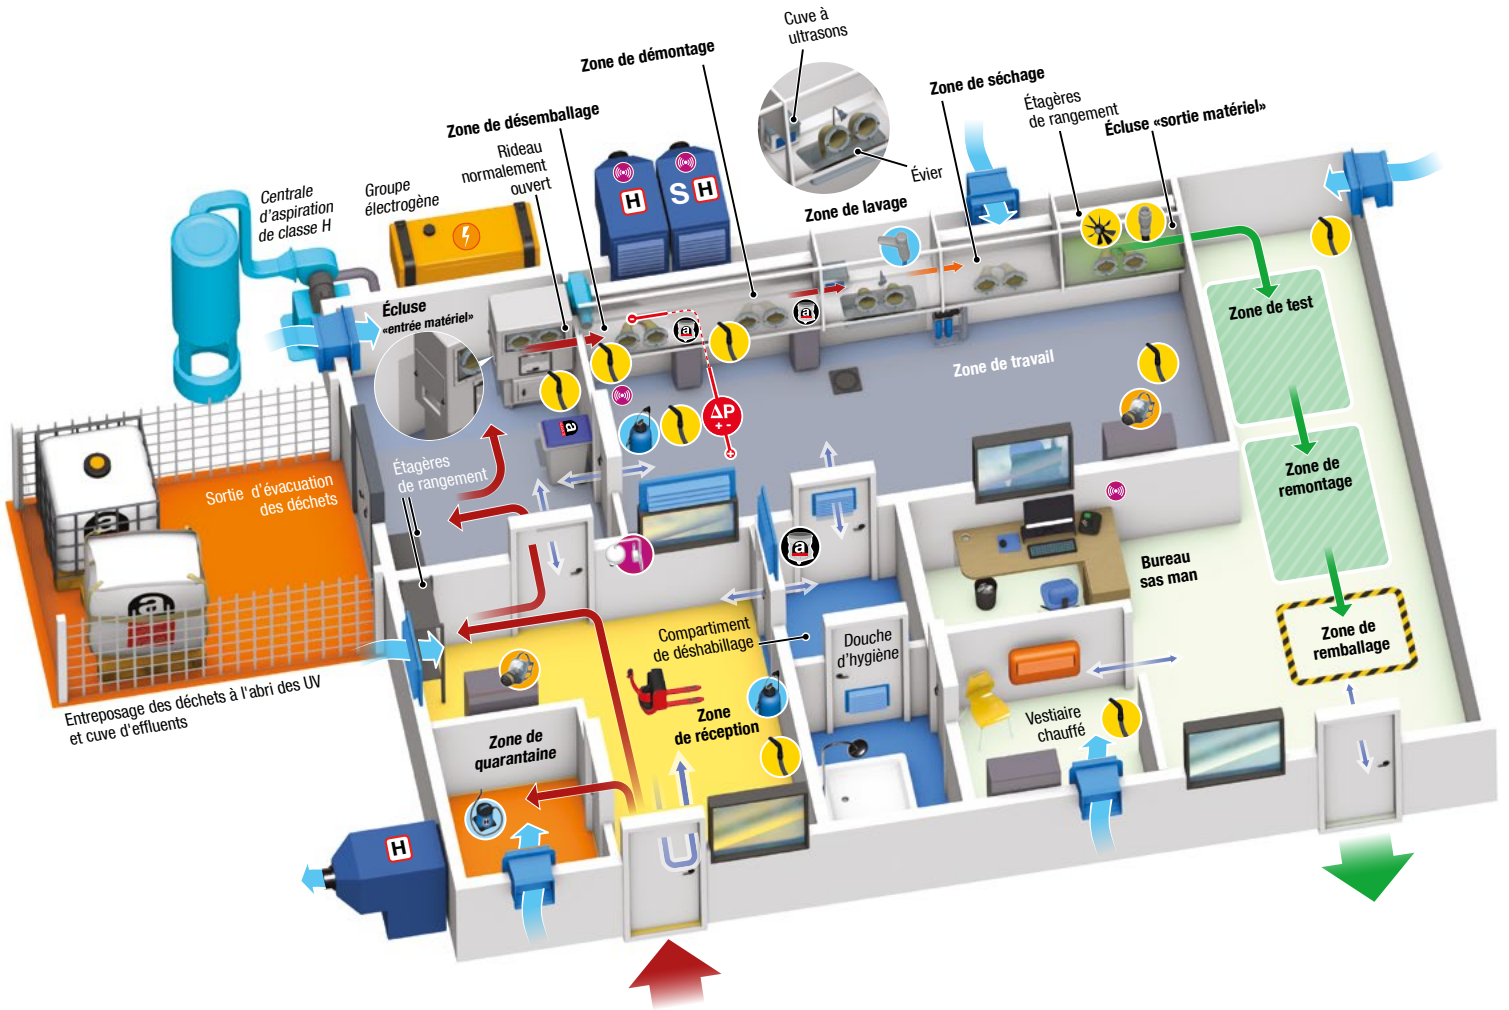 Cuve à
ultrasons
Zone de démontage
Zone de séchage
Étagères
de rangement
Écluse «sortie matériel»
Zone de désemballage
Rideau
normalement
ouvert
Évier
Zone de lavage
Centrale
d'aspiration
de classe H
Groupe
électrogène
H
S H
Écluse
«entrée matériel»
a
a
Zone de test
Zone de travail
ΔP
+ -
a
Étagères
de rangement
Sortie d'évacuation
des déchets
Zone de
remontage
a
a
a
Bureau
sas man
Compartiment
de déshabillage
Douche
d'hygiène
Zone de
remballage
Entreposage des déchets à l'abri des UV
et cuve d'effluents
Zone
de réception
Vestiaire
chauffé
Zone de
quarantaine
H